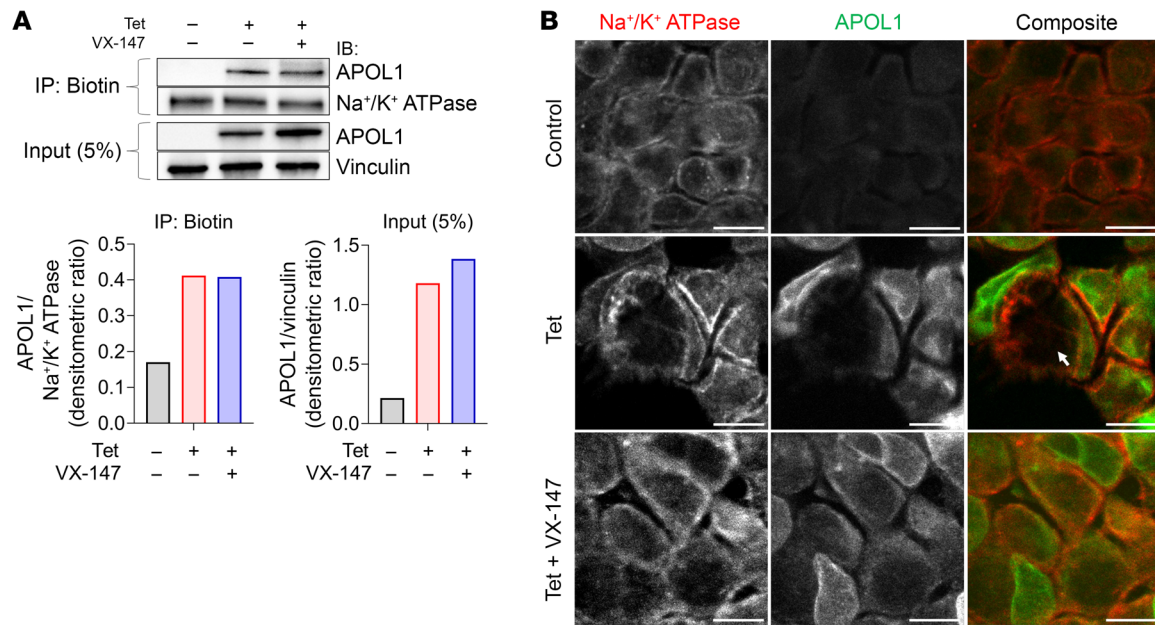 A
Tet − + +
VX-147 − − +
IB:
IP: Biotin
APOL1
Na⁺/K⁺ ATPase
Input (5%)
APOL1
Vinculin
IP: Biotin
APOL1/
Na⁺/K⁺ ATPase
(densitometric ratio)
0.5
0.4
0.3
0.2
0.1
0.0
Tet − + +
VX-147 − − +
Input (5%)
APOL1/vinculin
(densitometric ratio)
1.5
1.0
0.5
0.0
Tet − + +
VX-147 − − +
B
Na⁺/K⁺ ATPase APOL1 Composite
Control
Tet
Tet + VX-147